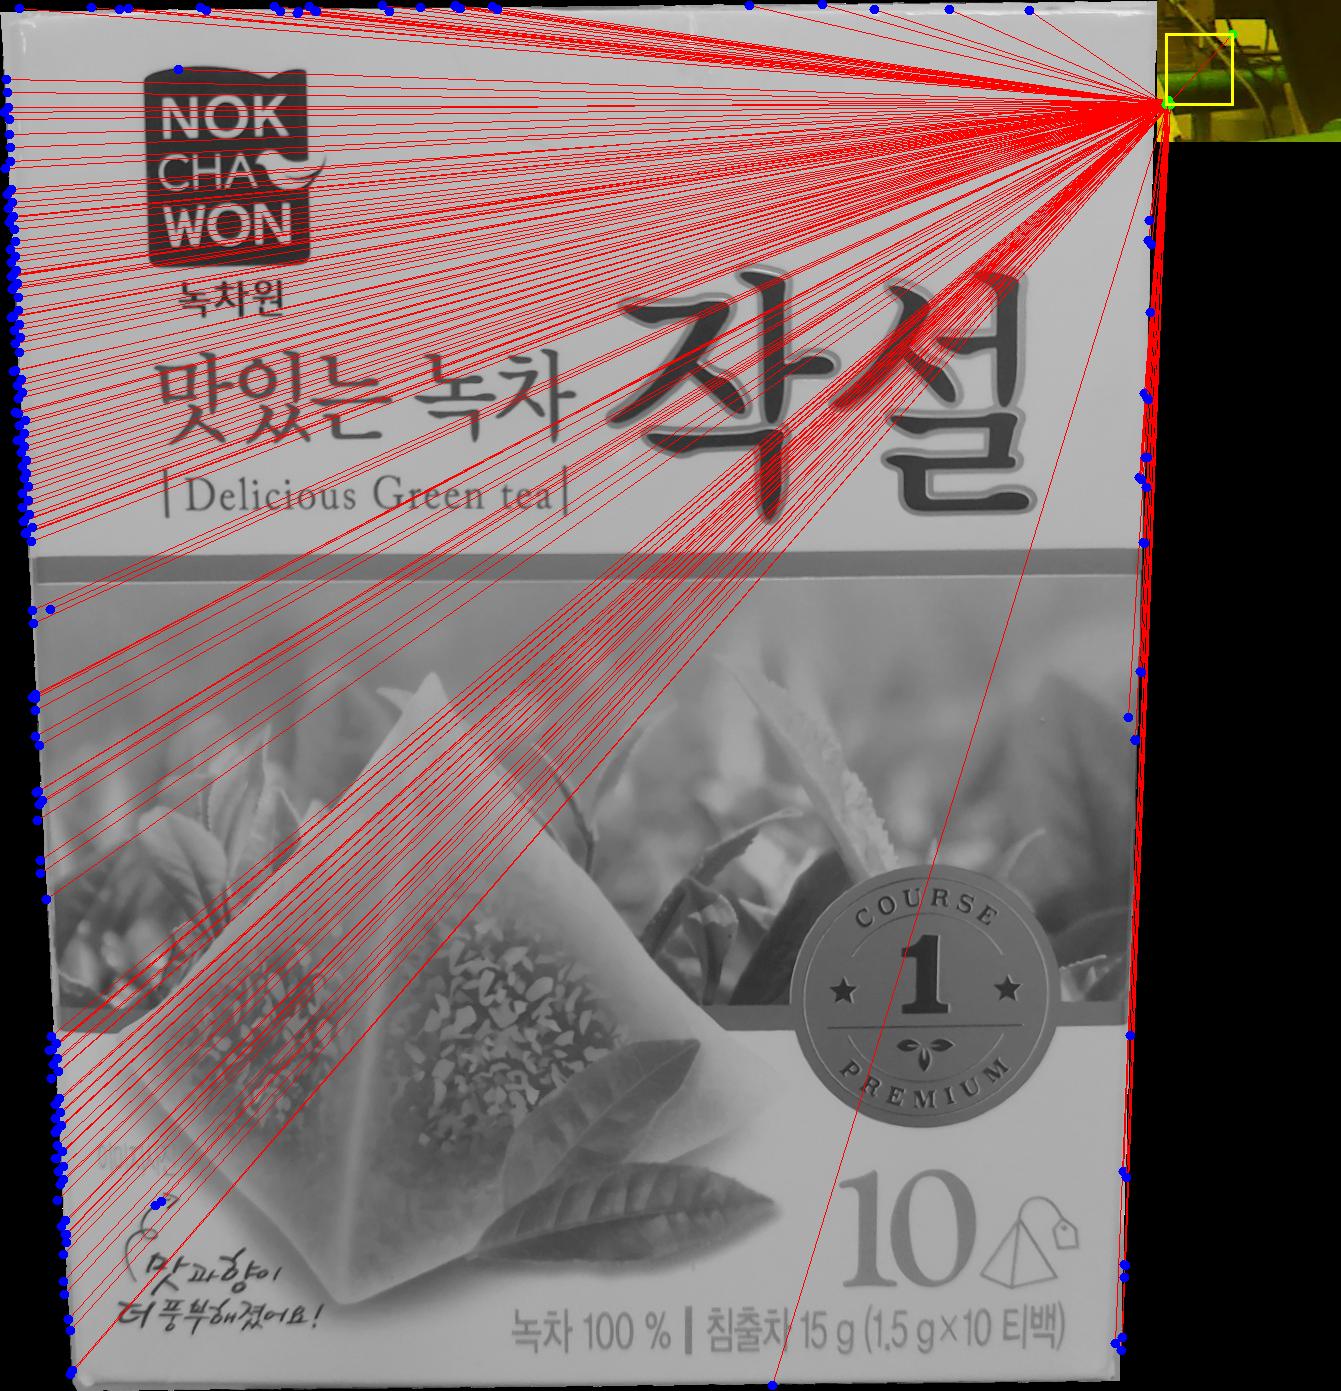 NOK
CHA
WON
녹차원
작설
맛있는 녹차
Delicious Green tea
COURSE
1
PREMIUM
10
맛과향이
더 풍부해졌어요!
녹차 100 % | 침출차 15 g (1.5 g×10 티백)